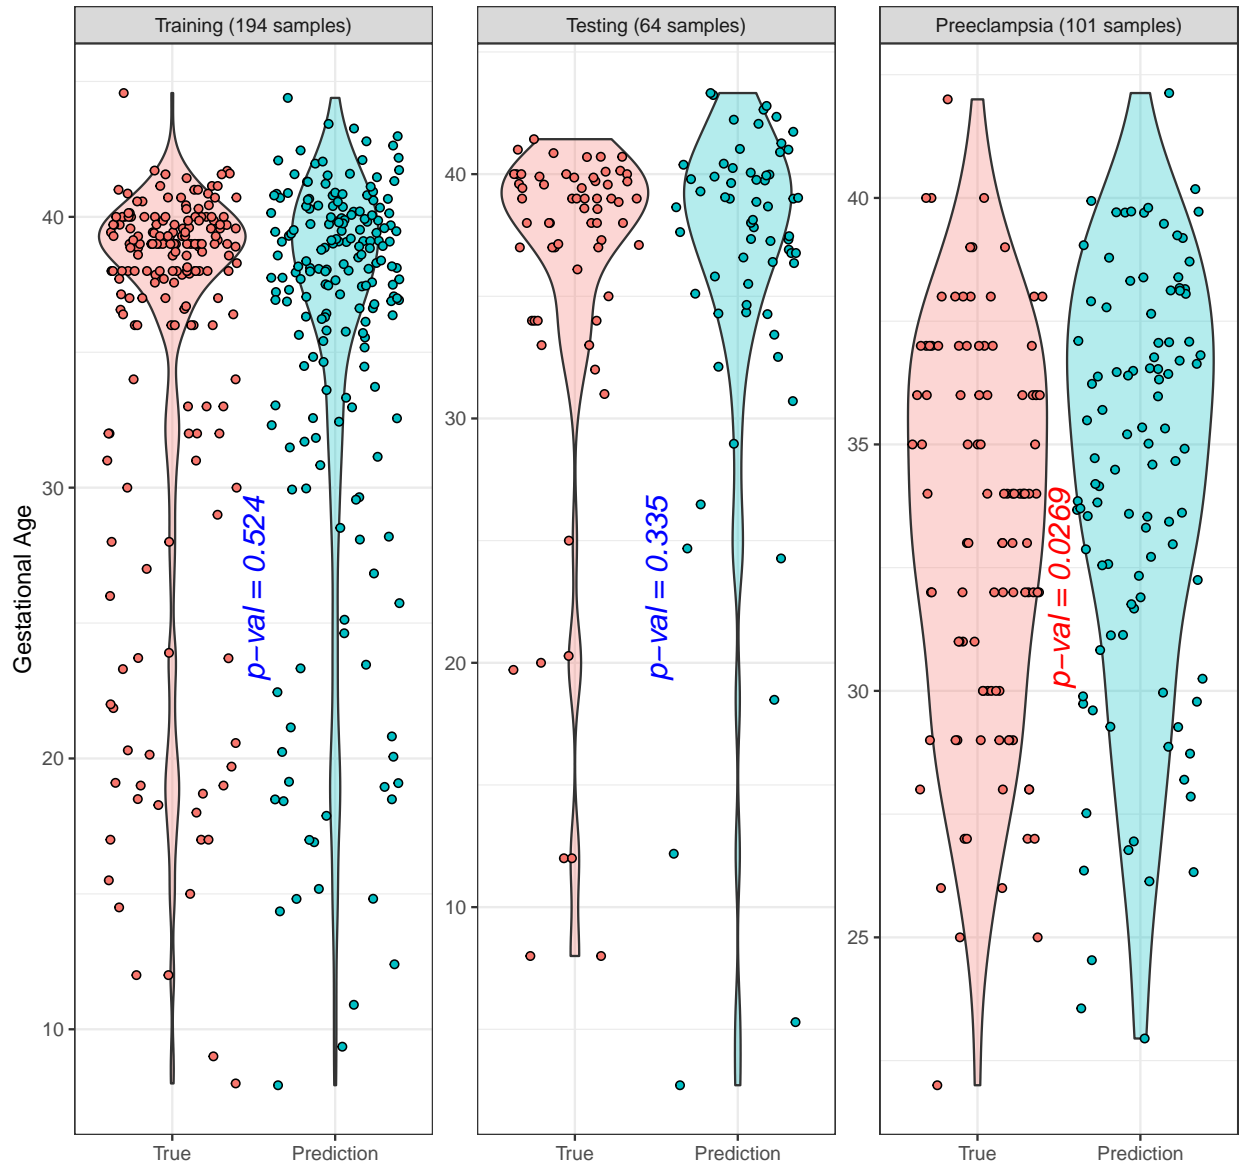 Training (194 samples)
Testing (64 samples)
Preeclampsia (101 samples)
Gestational Age
40
30
20
10
p−val = 0.524
True
Prediction
40
30
20
10
p−val = 0.335
True
Prediction
40
35
30
25
p−val = 0.0269
True
Prediction